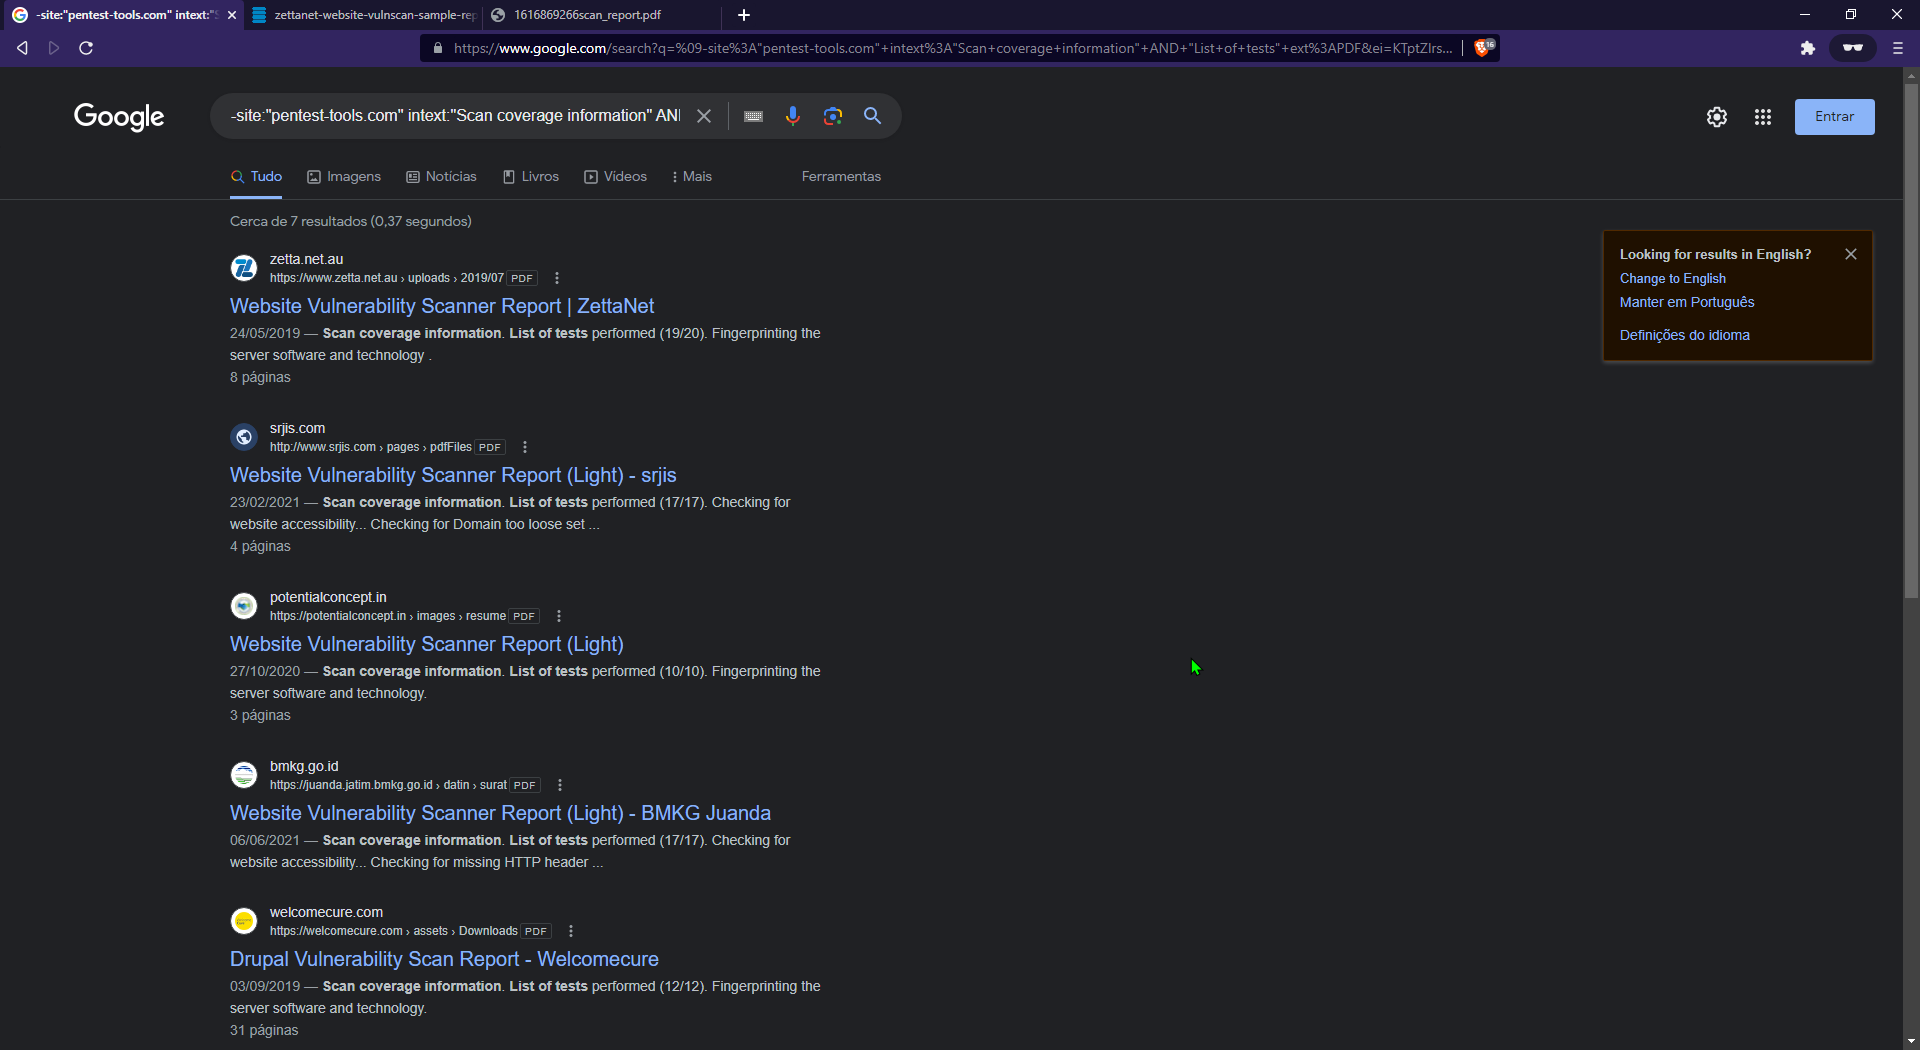 -site:"pentest-tools.com" intext:"S
zettanet-website-vulnscan-sample-rep
1616869266scan_report.pdf
https://www.google.com/search?q=%09-site%3A"pentest-tools.com"+intext%3A"Scan+coverage+information"+AND+"List+of+tests"+ext%3APDF&ei=KTptZIrs...
16
Google
-site:"pentest-tools.com" intext:"Scan coverage information" AN
Entrar
Tudo
Imagens
Notícias
Livros
Vídeos
Mais
Ferramentas
Cerca de 7 resultados (0,37 segundos)
zetta.net.au
https://www.zetta.net.au › uploads › 2019/07 PDF
Website Vulnerability Scanner Report | ZettaNet
24/05/2019 — Scan coverage information. List of tests performed (19/20). Fingerprinting the
server software and technology .
8 páginas
srjis.com
http://www.srjis.com › pages › pdfFiles PDF
Website Vulnerability Scanner Report (Light) - srjis
23/02/2021 — Scan coverage information. List of tests performed (17/17). Checking for
website accessibility... Checking for Domain too loose set ...
4 páginas
potentialconcept.in
https://potentialconcept.in › images › resume PDF
Website Vulnerability Scanner Report (Light)
27/10/2020 — Scan coverage information. List of tests performed (10/10). Fingerprinting the
server software and technology.
3 páginas
bmkg.go.id
https://juanda.jatim.bmkg.go.id › datin › surat PDF
Website Vulnerability Scanner Report (Light) - BMKG Juanda
06/06/2021 — Scan coverage information. List of tests performed (17/17). Checking for
website accessibility... Checking for missing HTTP header ...
welcomecure.com
https://welcomecure.com › assets › Downloads PDF
Drupal Vulnerability Scan Report - Welcomecure
03/09/2019 — Scan coverage information. List of tests performed (12/12). Fingerprinting the
server software and technology.
31 páginas
Looking for results in English?
Change to English
Manter em Português
Definições do idioma